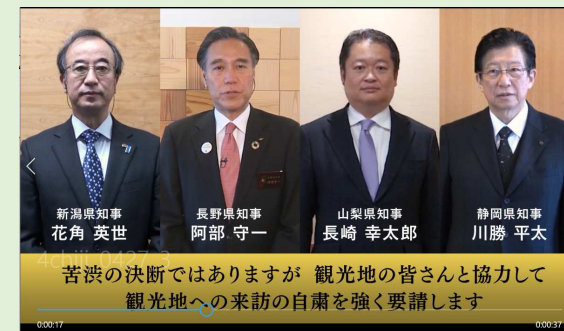 新潟県知事
花角 英世
長野県知事
阿部 守一
山梨県知事
長崎 幸太郎
静岡県知事
川勝 平太
4chiji_0427_3
苦渋の決断ではありますが 観光地の皆さんと協力して
観光地への来訪の自粛を強く要請します
0:00:17
0:00:37